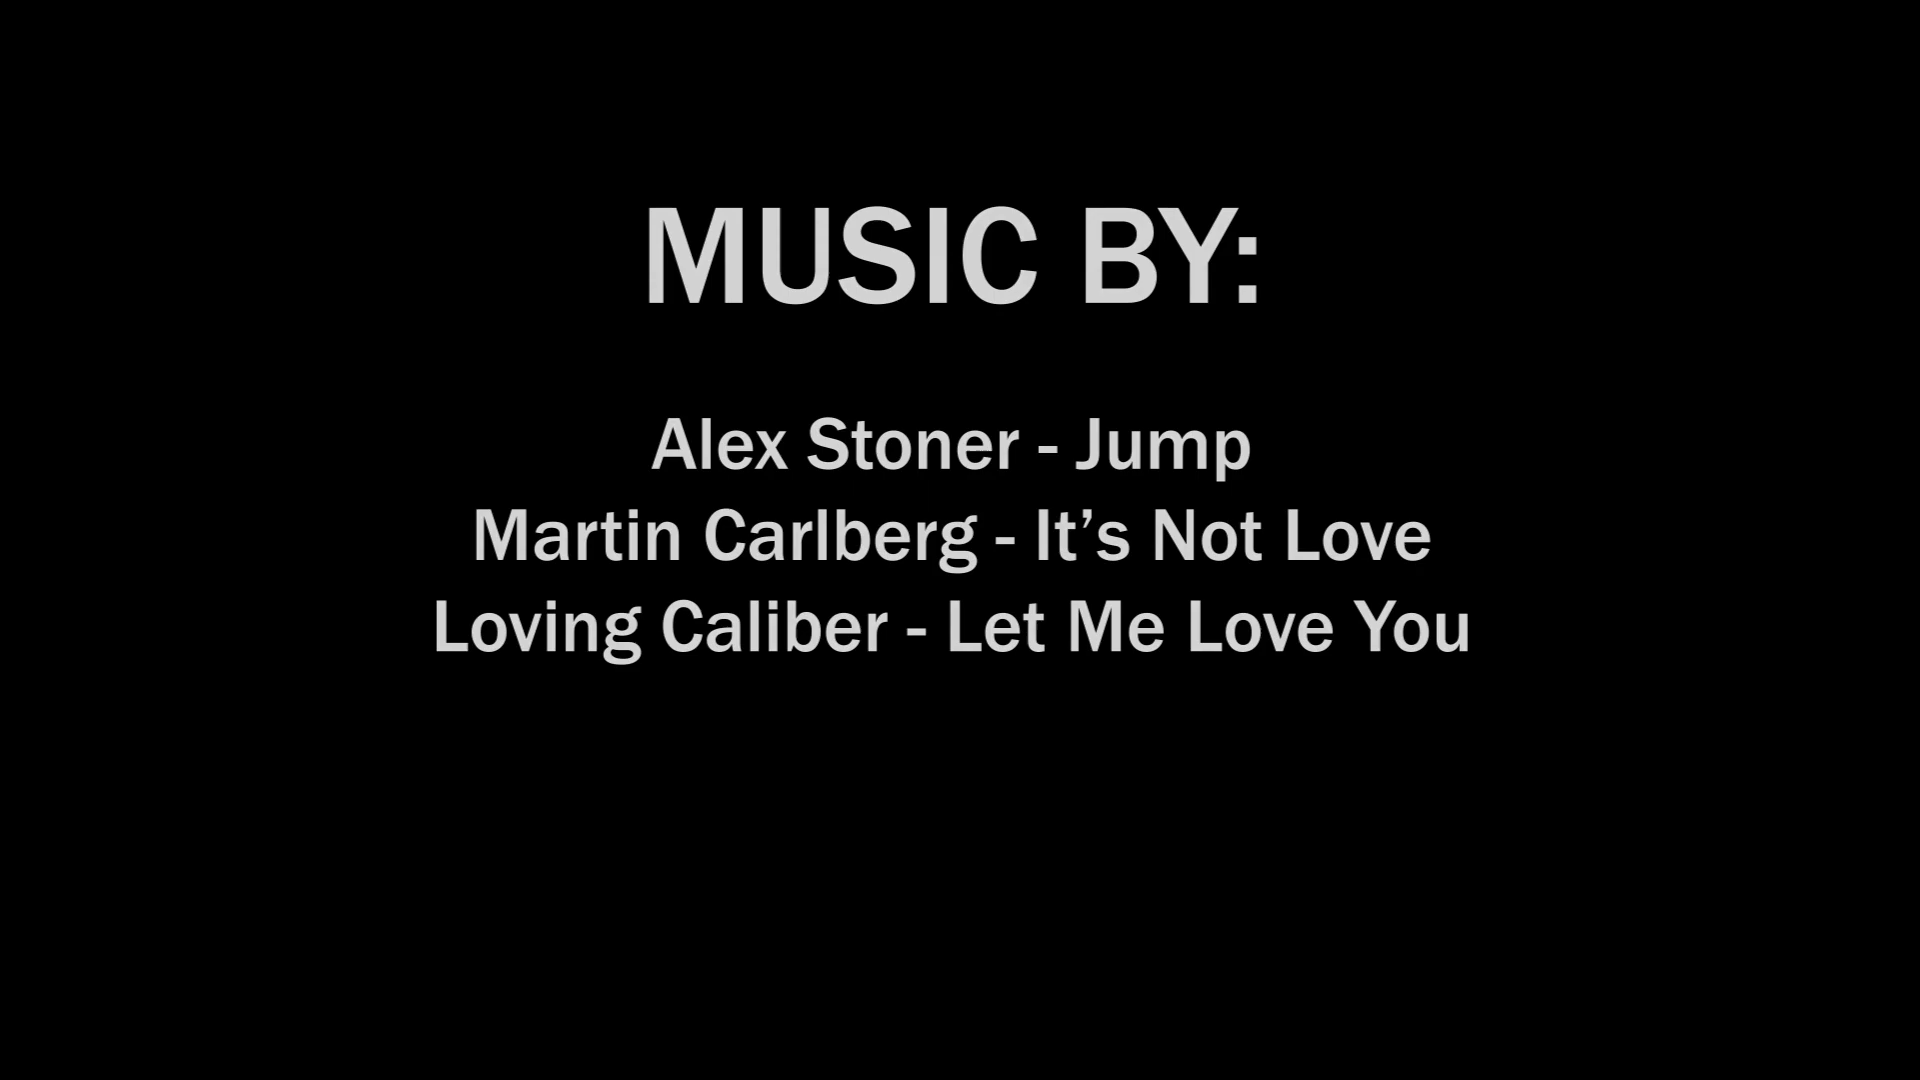 MUSIC BY:
Alex Stoner - Jump
Martin Carlberg - It’s Not Love
Loving Caliber - Let Me Love You